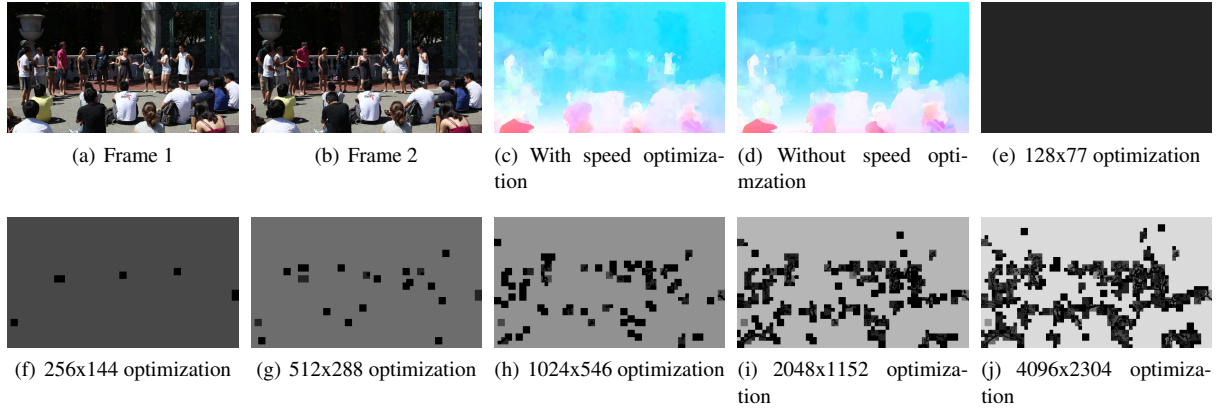 (a) Frame 1
(b) Frame 2
(c) With speed optimiza-
tion
(d) Without speed opti-
mzation
(e) 128x77 optimization
(f) 256x144 optimization
(g) 512x288 optimization
(h) 1024x546 optimization
(i) 2048x1152 optimiza-
tion
(j) 4096x2304 optimiza-
tion